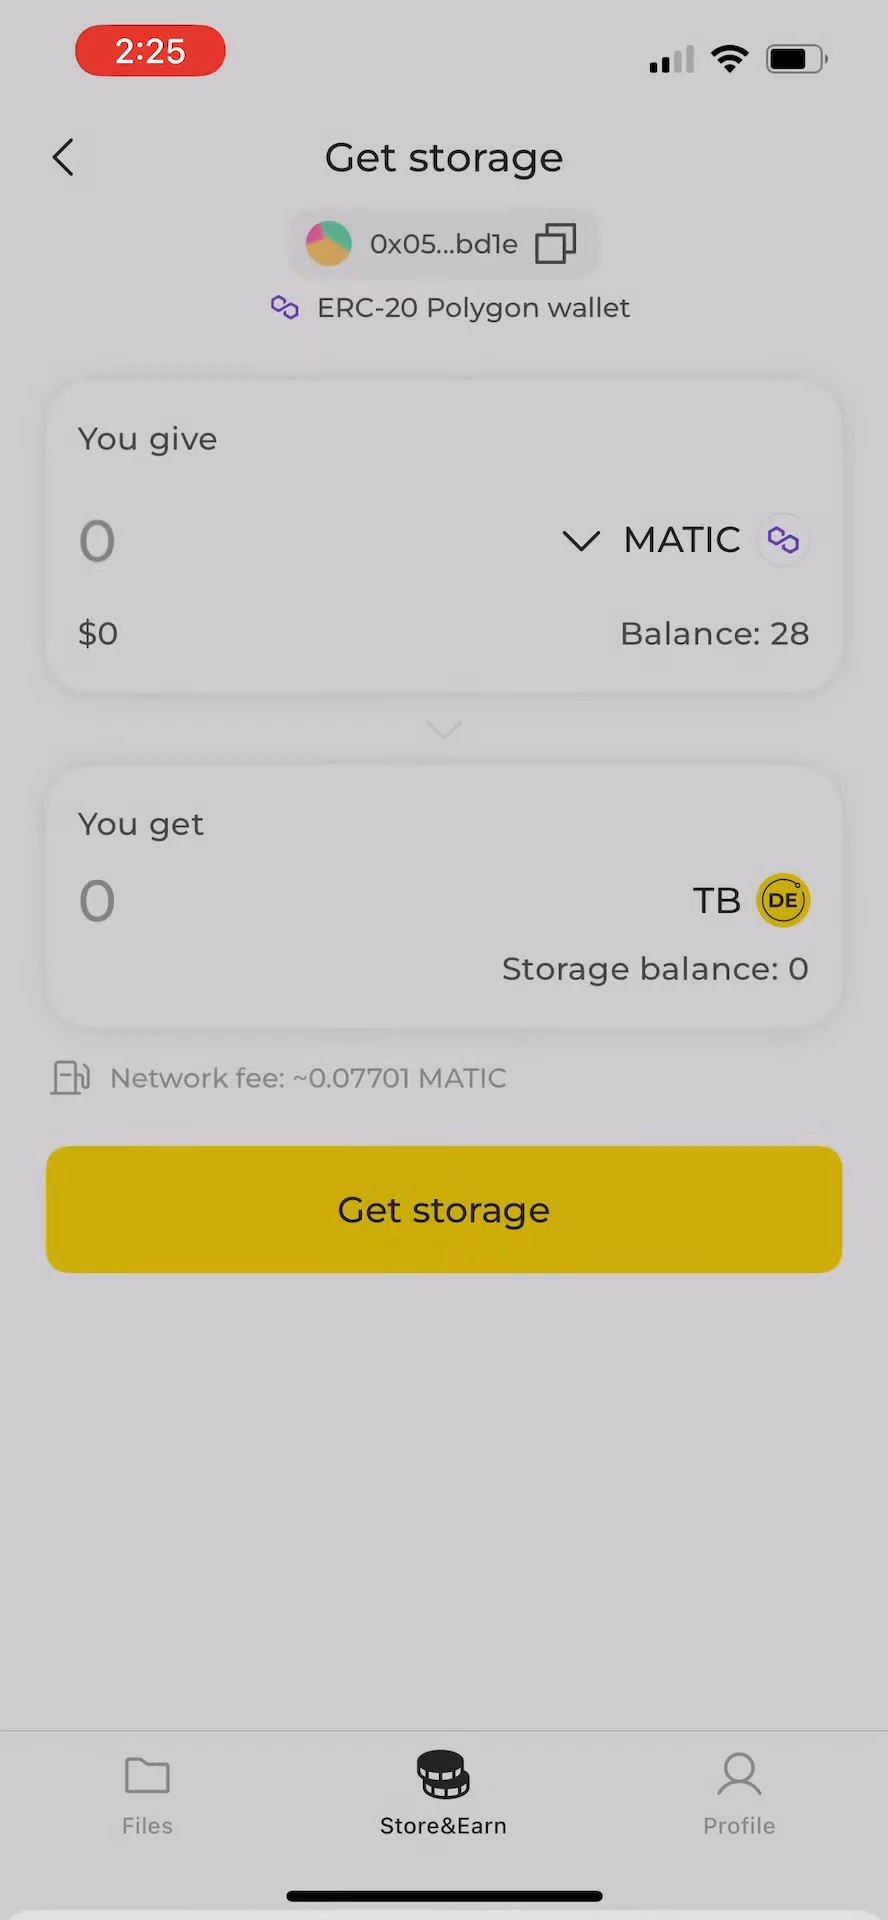 2:25
Get storage
0x05...bd1e
ERC-20 Polygon wallet
You give
0 MATIC
$0 Balance: 28
You get
0 TB DE
Storage balance: 0
Network fee: ~0.07701 MATIC
Get storage
Files Store&Earn Profile